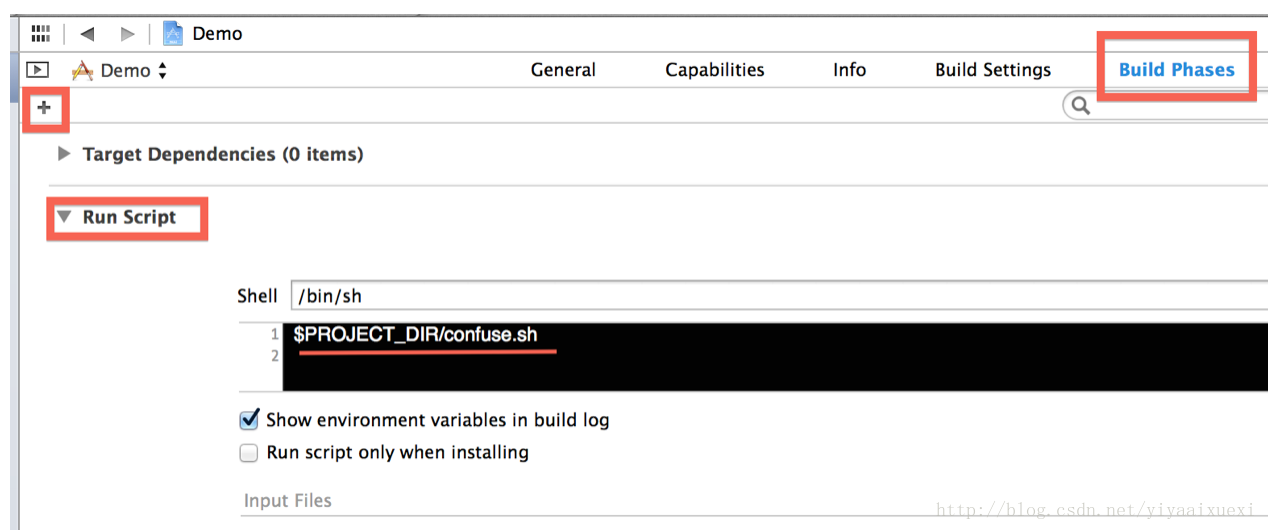 Demo
Demo
General Capabilities Info Build Settings Build Phases
+
Target Dependencies (0 items)
Run Script
Shell /bin/sh
1 $PROJECT_DIR/confuse.sh
2
Show environment variables in build log
Run script only when installing
Input Files
http://blog.csdn.net/yiyaaixuexi